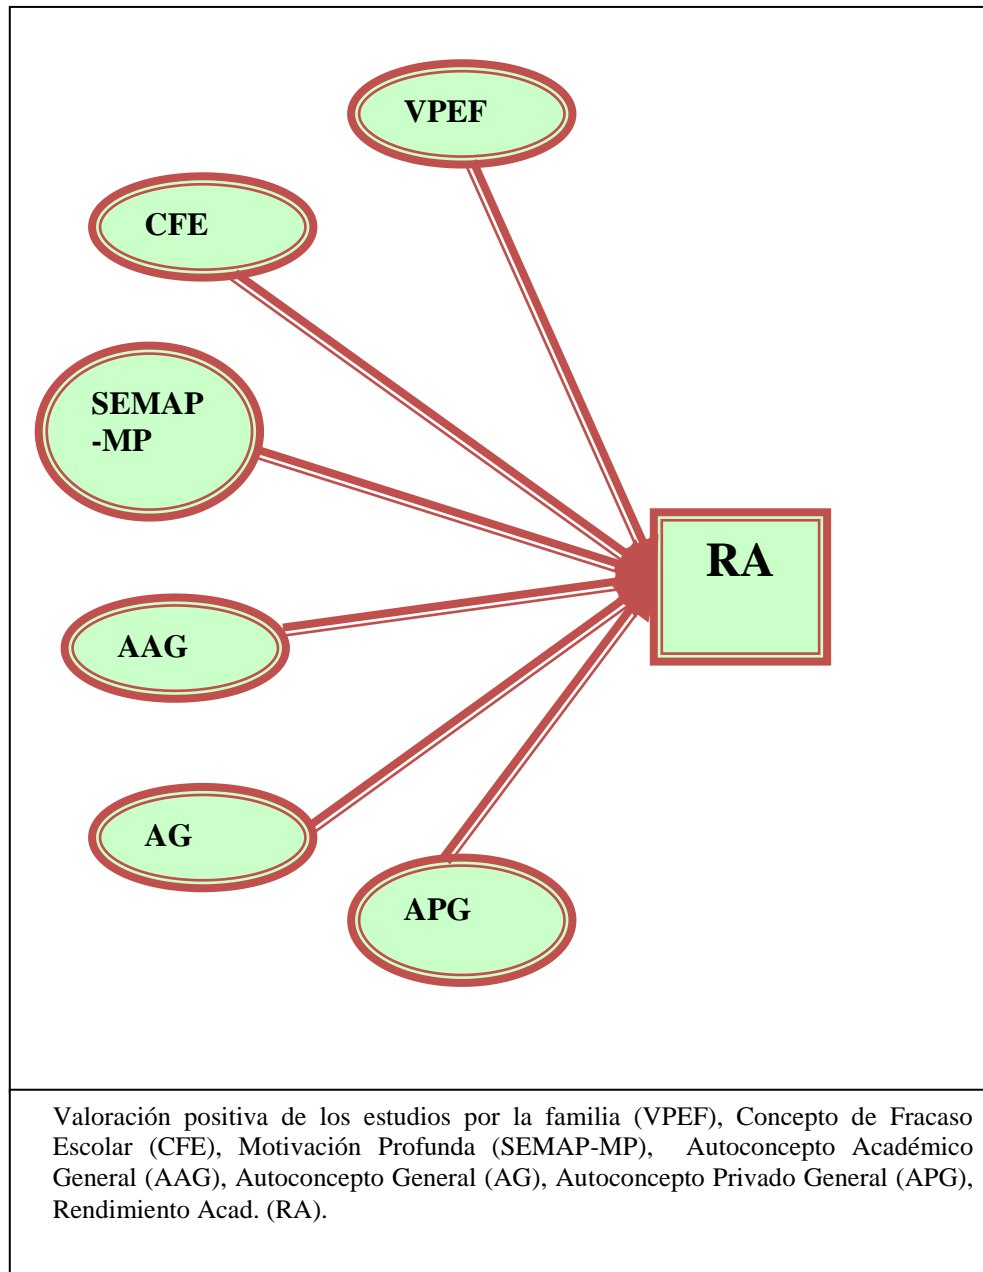 VPEF
CFE
SEMAP
-MP
RA
AAG
AG
APG
Valoración positiva de los estudios por la familia (VPEF), Concepto de Fracaso
Escolar (CFE), Motivación Profunda (SEMAP-MP), Autoconcepto Académico
General (AAG), Autoconcepto General (AG), Autoconcepto Privado General (APG),
Rendimiento Acad. (RA).